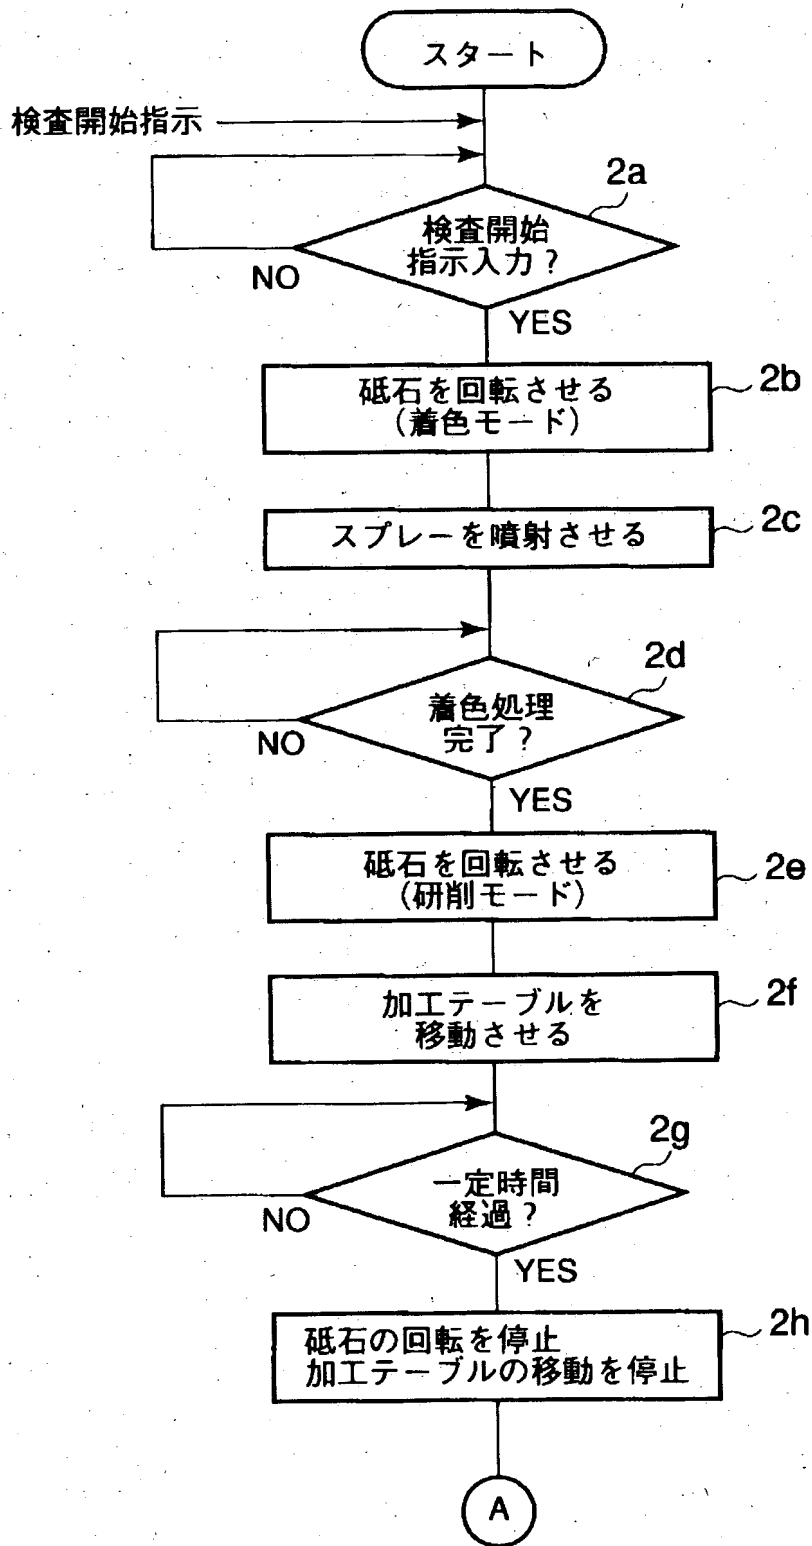 スタート
検査開始指示
2a
検査開始
指示入力?
NO
YES
2b
砥石を回転させる
(着色モード)
2c
スプレーを噴射させる
2d
着色処理
完了?
NO
YES
2e
砥石を回転させる
(研削モード)
2f
加工テーブルを
移動させる
2g
一定時間
経過?
NO
YES
2h
砥石の回転を停止
加工テーブルの移動を停止
A